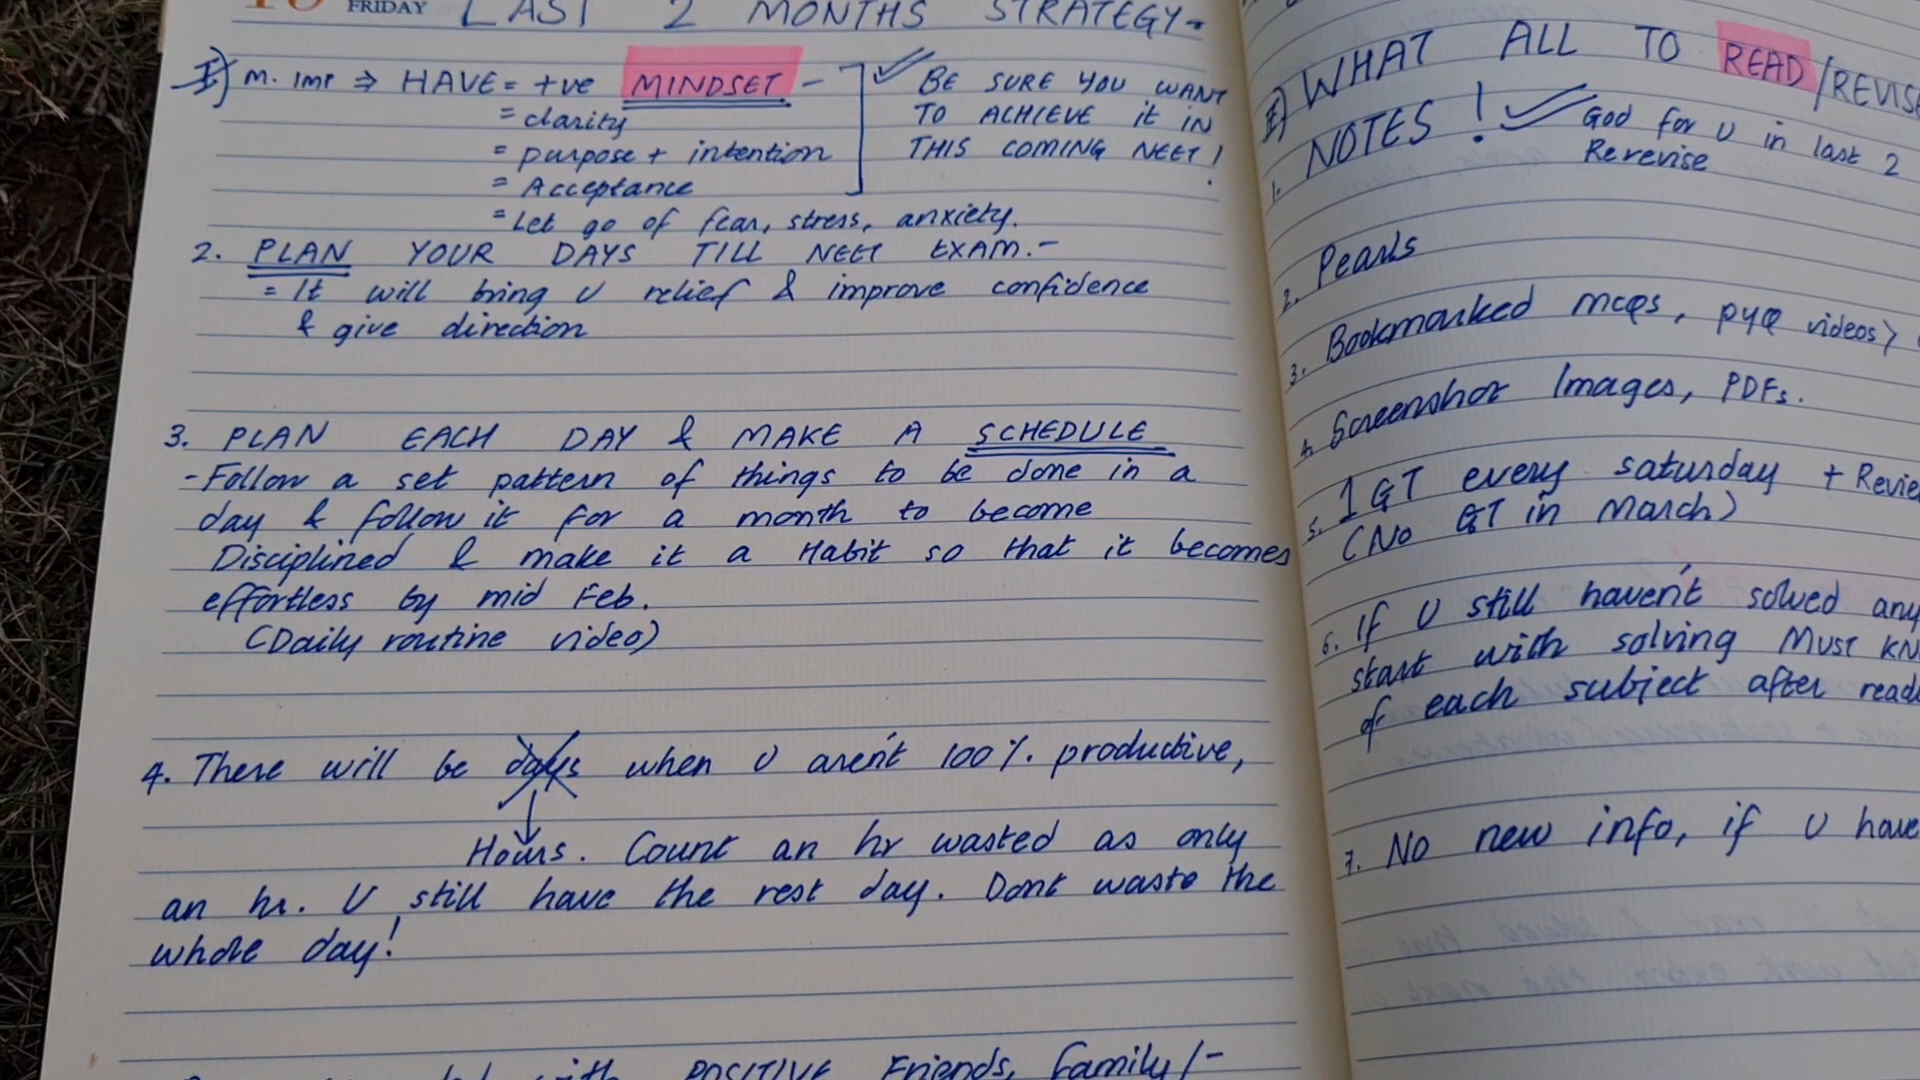 FRIDAY LAST 2 MONTHS STRATEGY-
I) M. Imp ⇒ HAVE = +ve MINDSET -
= clarity
= purpose + intention
= Acceptance
= Let go of fear, stress, anxiety.
BE SURE YOU WANT
TO ACHIEVE it IN
THIS COMING NEET!
2. PLAN YOUR DAYS TILL NEET EXAM.-
= It will bring U relief & improve confidence
& give direction
3. PLAN EACH DAY & MAKE A SCHEDULE
-Follow a set pattern of things to be done in a
day & follow it for a month to become
Disciplined & make it a Habit so that it becomes
effortless by mid Feb.
(Daily routine video)
4. There will be days when U aren't 100%. productive,
Hours. Count an hr wasted as only
an hr. U still have the rest day. Dont waste the
whole day!
with POSITIVE Friends, family/-
II) WHAT ALL TO READ/REVISE
1. NOTES! God for U in last 2
Re revise
2. Pearls
3. Bookmarked mcqs, pyQ videos>
4. Screenshot Images, PDFs.
5. 1 GT every saturday + Revie
(No GT in March)
6. If U still haven't solved any
start with solving MUST KN
of each subject after read
7. No new info, if U have